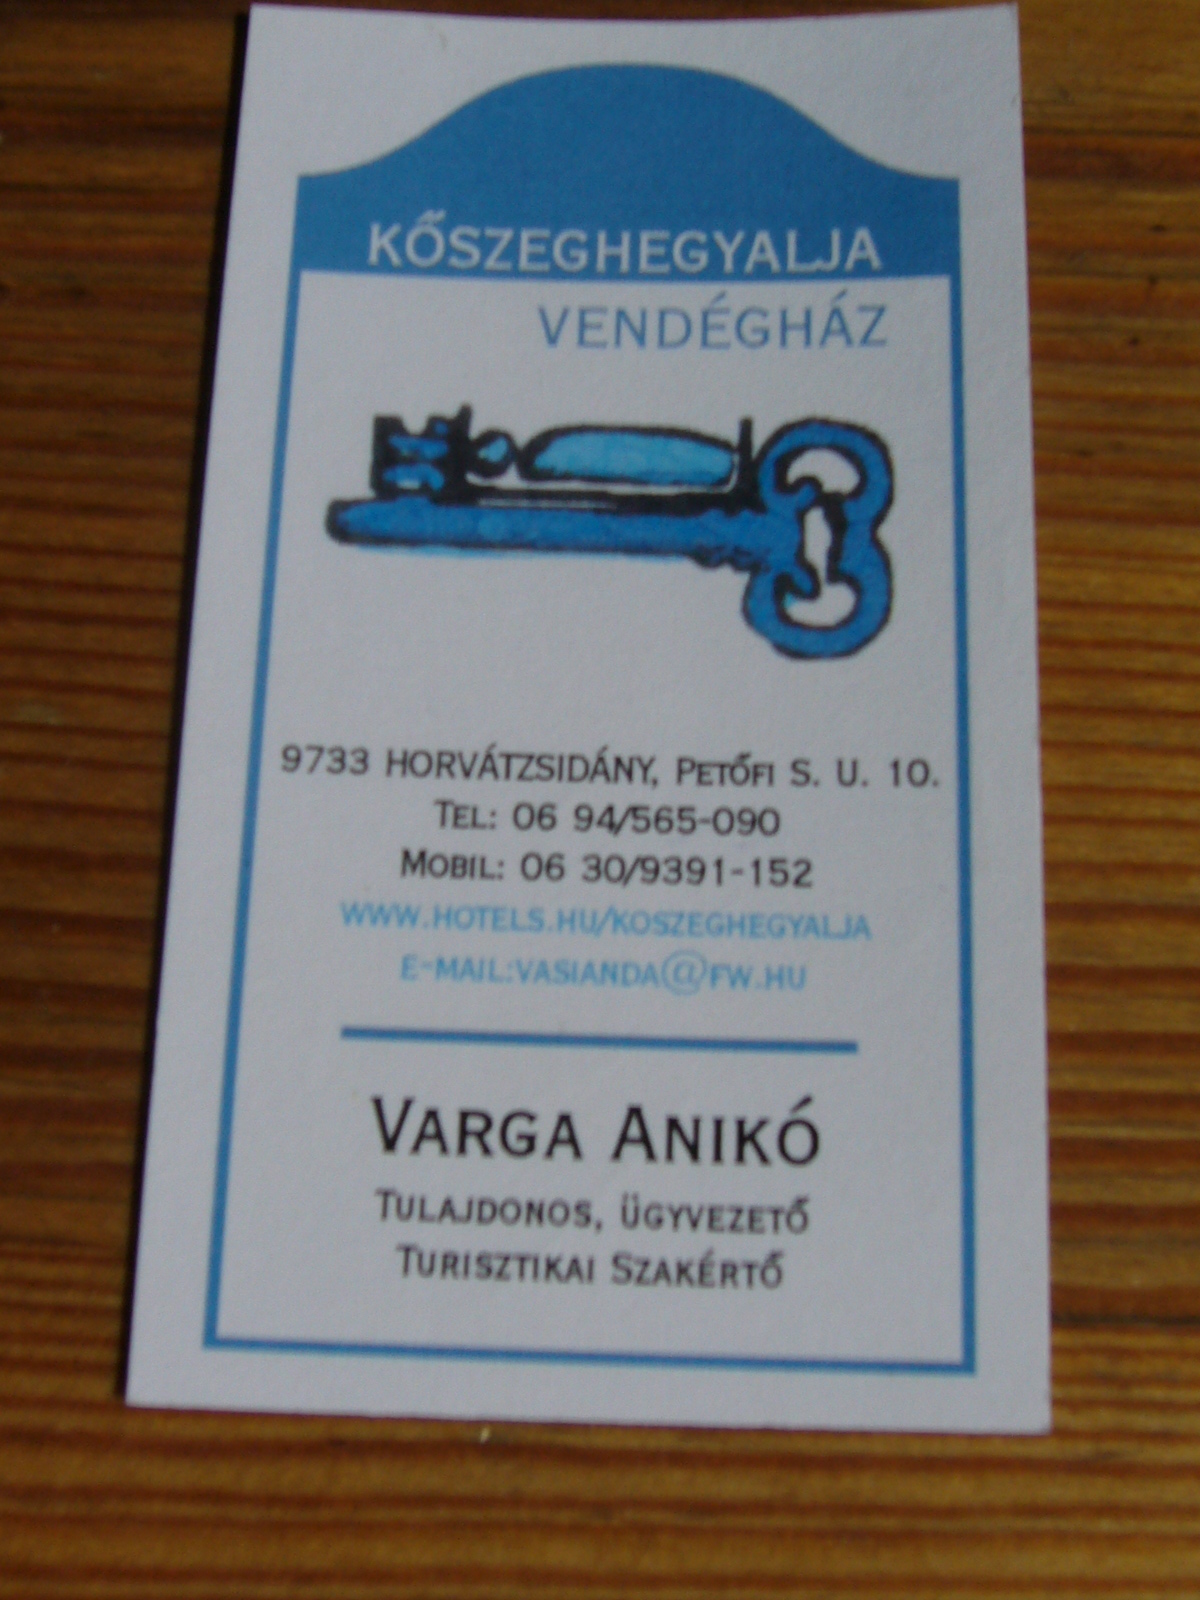 KŐSZEGHEGYALJA
VENDÉGHÁZ
9733 HORVÁTZSIDÁNY, PETŐFI S. U. 10.
TEL: 06 94/565-090
MOBIL: 06 30/9391-152
WWW.HOTELS.HU/KOSZEGHEGYALJA
E-MAIL:VASIANDA@FW.HU
VARGA ANIKÓ
TULAJDONOS, ÜGYVEZETŐ
TURISZTIKAI SZAKÉRTŐ